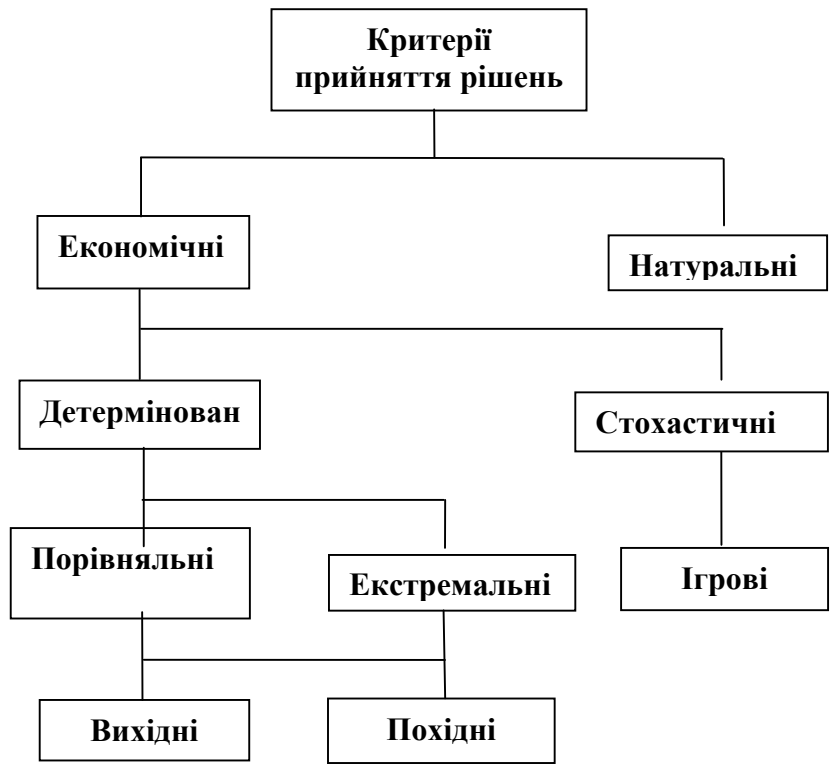 Критерії
прийняття рішень
Економічні
Натуральні
Детермінован
Стохастичні
Порівняльні
Екстремальні
Ігрові
Вихідні
Похідні